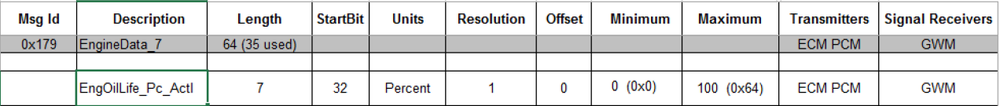 Msg Id Description Length StartBit Units Resolution Offset Minimum Maximum Transmitters Signal Receivers
0x179 EngineData_7 64 (35 used) ECM PCM GWM
EngOilLife_Pc_Actl 7 32 Percent 1 0 0 (0x0) 100 (0x64) ECM PCM GWM